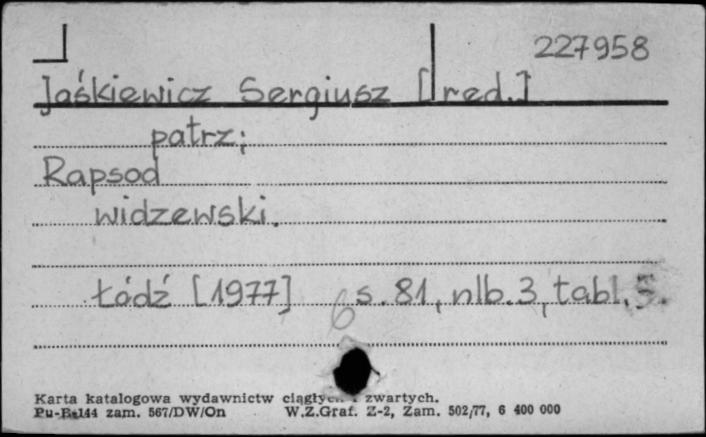 227958
Jaśkiewicz Sergiusz [red.]
patrz:
Rapsod
widzewski.
Łódź [1977] s. 81, nlb. 3, tabl. 5.
6
Karta katalogowa wydawnictw ciągłych i zwartych.
Pu-B-144 zam. 567/DW/On W.Z.Graf. Z-2, Zam. 502/77, 6 400 000